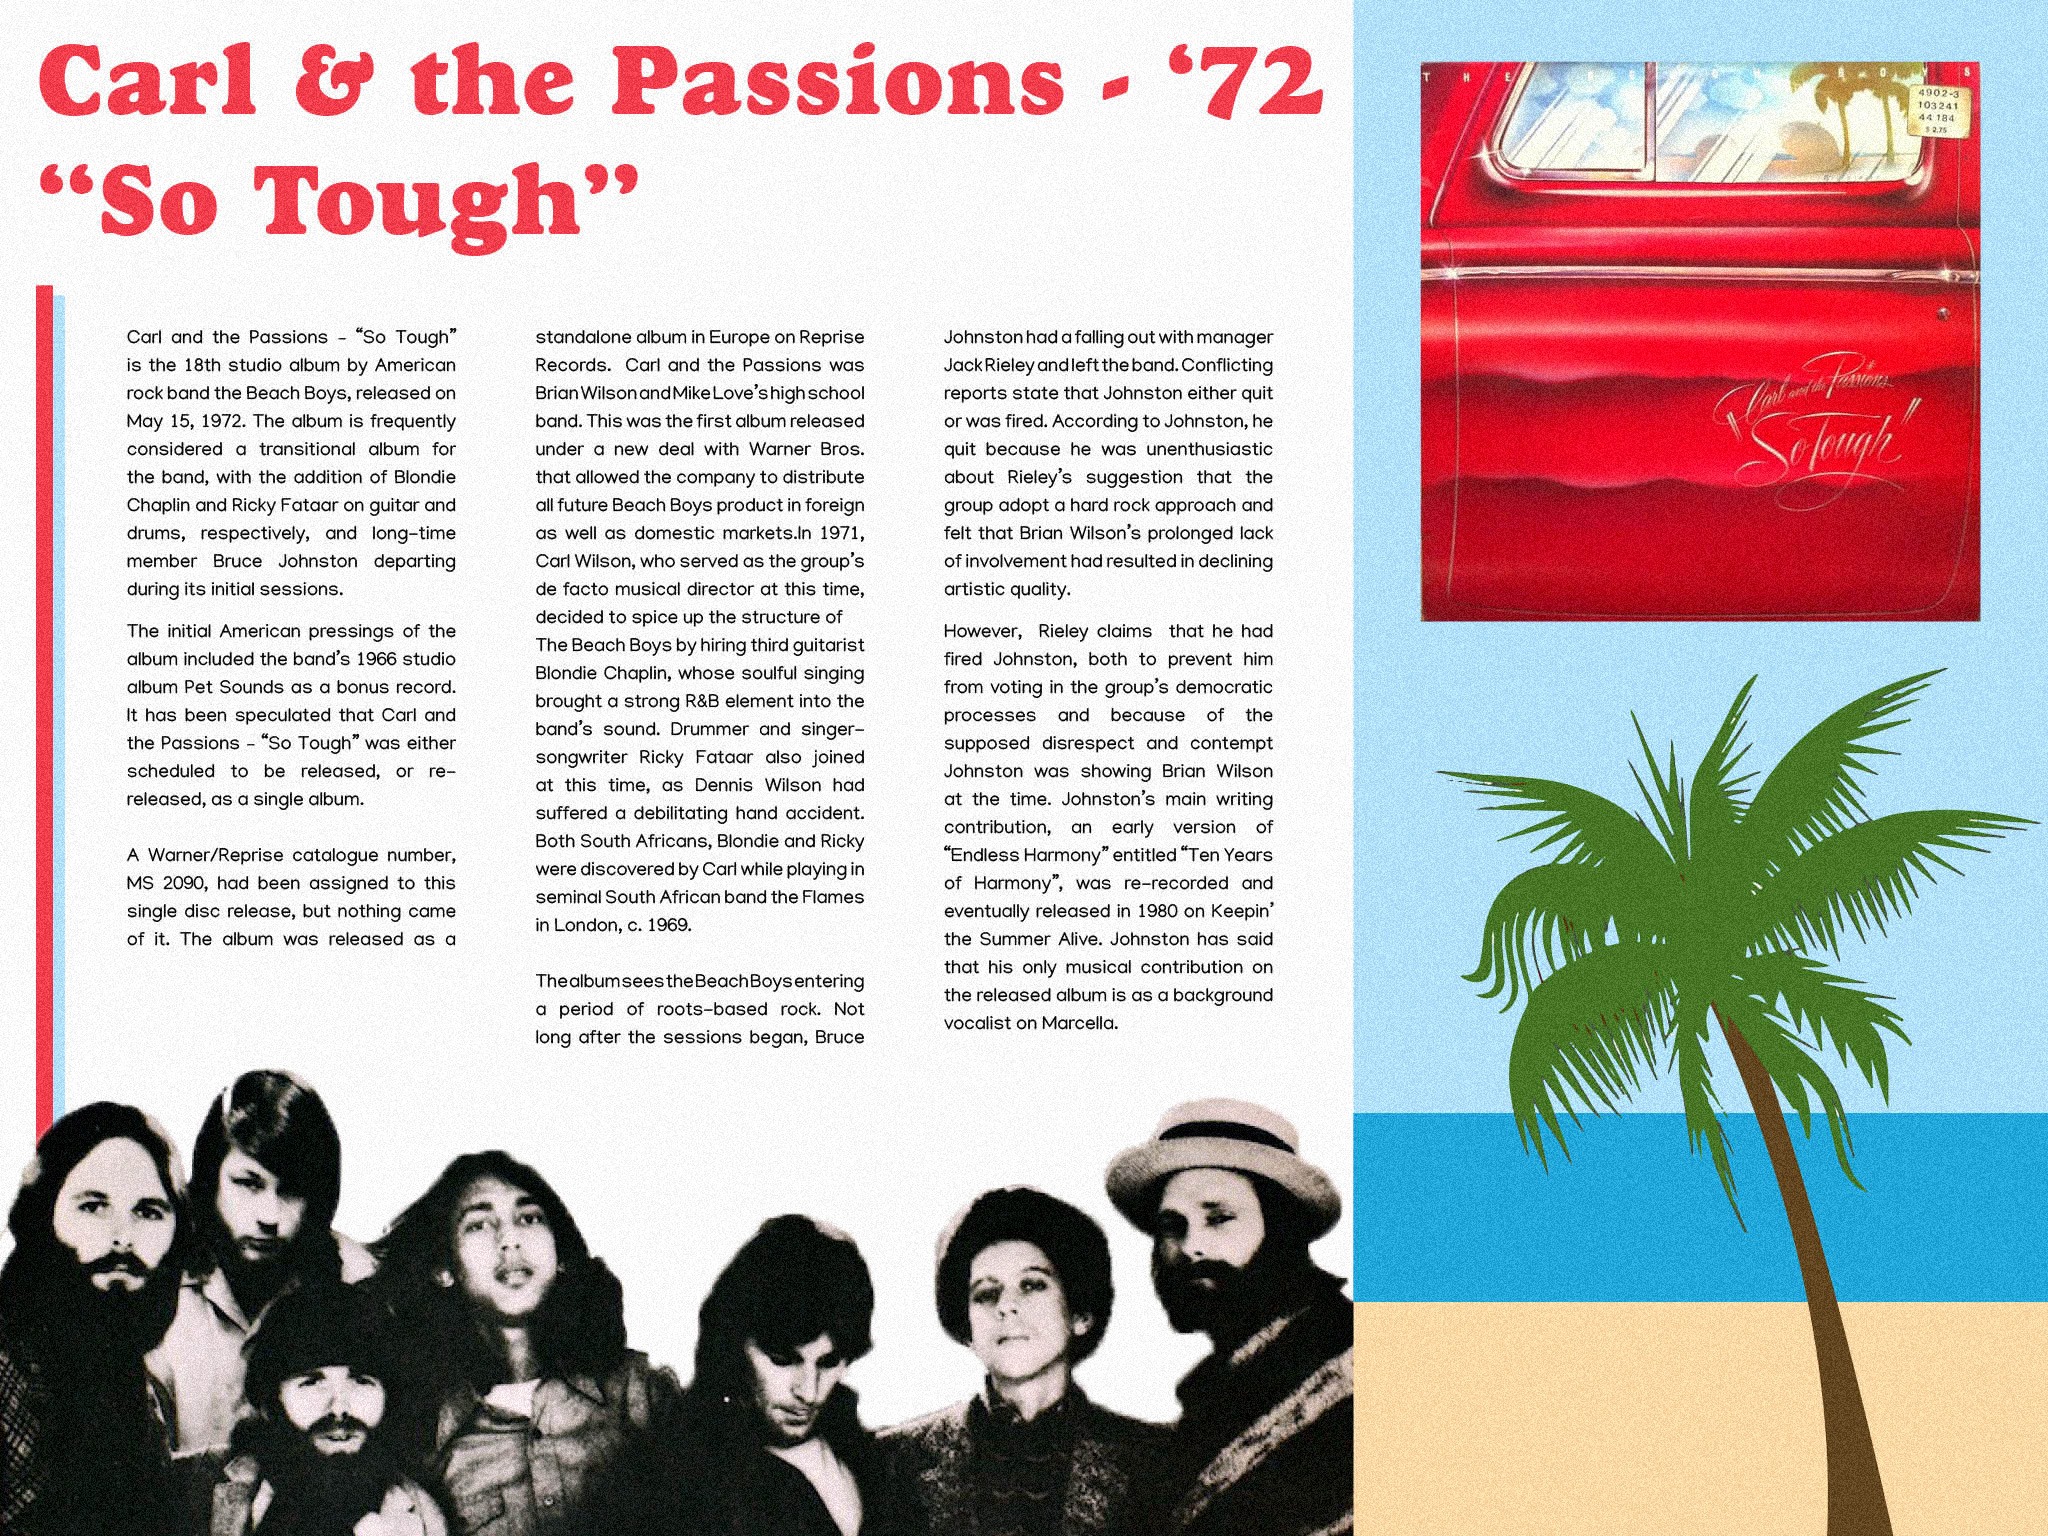 Carl & the Passions - ‘72
“So Tough”
Carl and the Passions – “So Tough”
is the 18th studio album by American
rock band the Beach Boys, released on
May 15, 1972. The album is frequently
considered a transitional album for
the band, with the addition of Blondie
Chaplin and Ricky Fataar on guitar and
drums, respectively, and long–time
member Bruce Johnston departing
during its initial sessions.
The initial American pressings of the
album included the band’s 1966 studio
album Pet Sounds as a bonus record.
It has been speculated that Carl and
the Passions – “So Tough” was either
scheduled to be released, or re–
released, as a single album.
A Warner/Reprise catalogue number,
MS 2090, had been assigned to this
single disc release, but nothing came
of it. The album was released as a
standalone album in Europe on Reprise
Records. Carl and the Passions was
Brian Wilson and Mike Love’s high school
band. This was the first album released
under a new deal with Warner Bros.
that allowed the company to distribute
all future Beach Boys product in foreign
as well as domestic markets.In 1971,
Carl Wilson, who served as the group’s
de facto musical director at this time,
decided to spice up the structure of
The Beach Boys by hiring third guitarist
Blondie Chaplin, whose soulful singing
brought a strong R&B element into the
band’s sound. Drummer and singer–
songwriter Ricky Fataar also joined
at this time, as Dennis Wilson had
suffered a debilitating hand accident.
Both South Africans, Blondie and Ricky
were discovered by Carl while playing in
seminal South African band the Flames
in London, c. 1969.
The album sees the Beach Boys entering
a period of roots–based rock. Not
long after the sessions began, Bruce
Johnston had a falling out with manager
Jack Rieley and left the band. Conflicting
reports state that Johnston either quit
or was fired. According to Johnston, he
quit because he was unenthusiastic
about Rieley’s suggestion that the
group adopt a hard rock approach and
felt that Brian Wilson’s prolonged lack
of involvement had resulted in declining
artistic quality.
However, Rieley claims that he had
fired Johnston, both to prevent him
from voting in the group’s democratic
processes and because of the
supposed disrespect and contempt
Johnston was showing Brian Wilson
at the time. Johnston’s main writing
contribution, an early version of
“Endless Harmony” entitled “Ten Years
of Harmony”, was re–recorded and
eventually released in 1980 on Keepin’
the Summer Alive. Johnston has said
that his only musical contribution on
the released album is as a background
vocalist on Marcella.
THE BEACH BOYS
4902-3
103241
44 184
$ 2.75
Carl and the Passions
"So Tough"